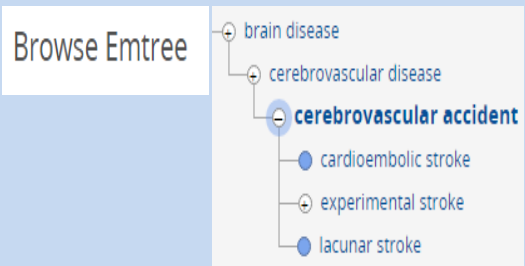 Browse Emtree
brain disease
cerebrovascular disease
cerebrovascular accident
cardioembolic stroke
experimental stroke
lacunar stroke